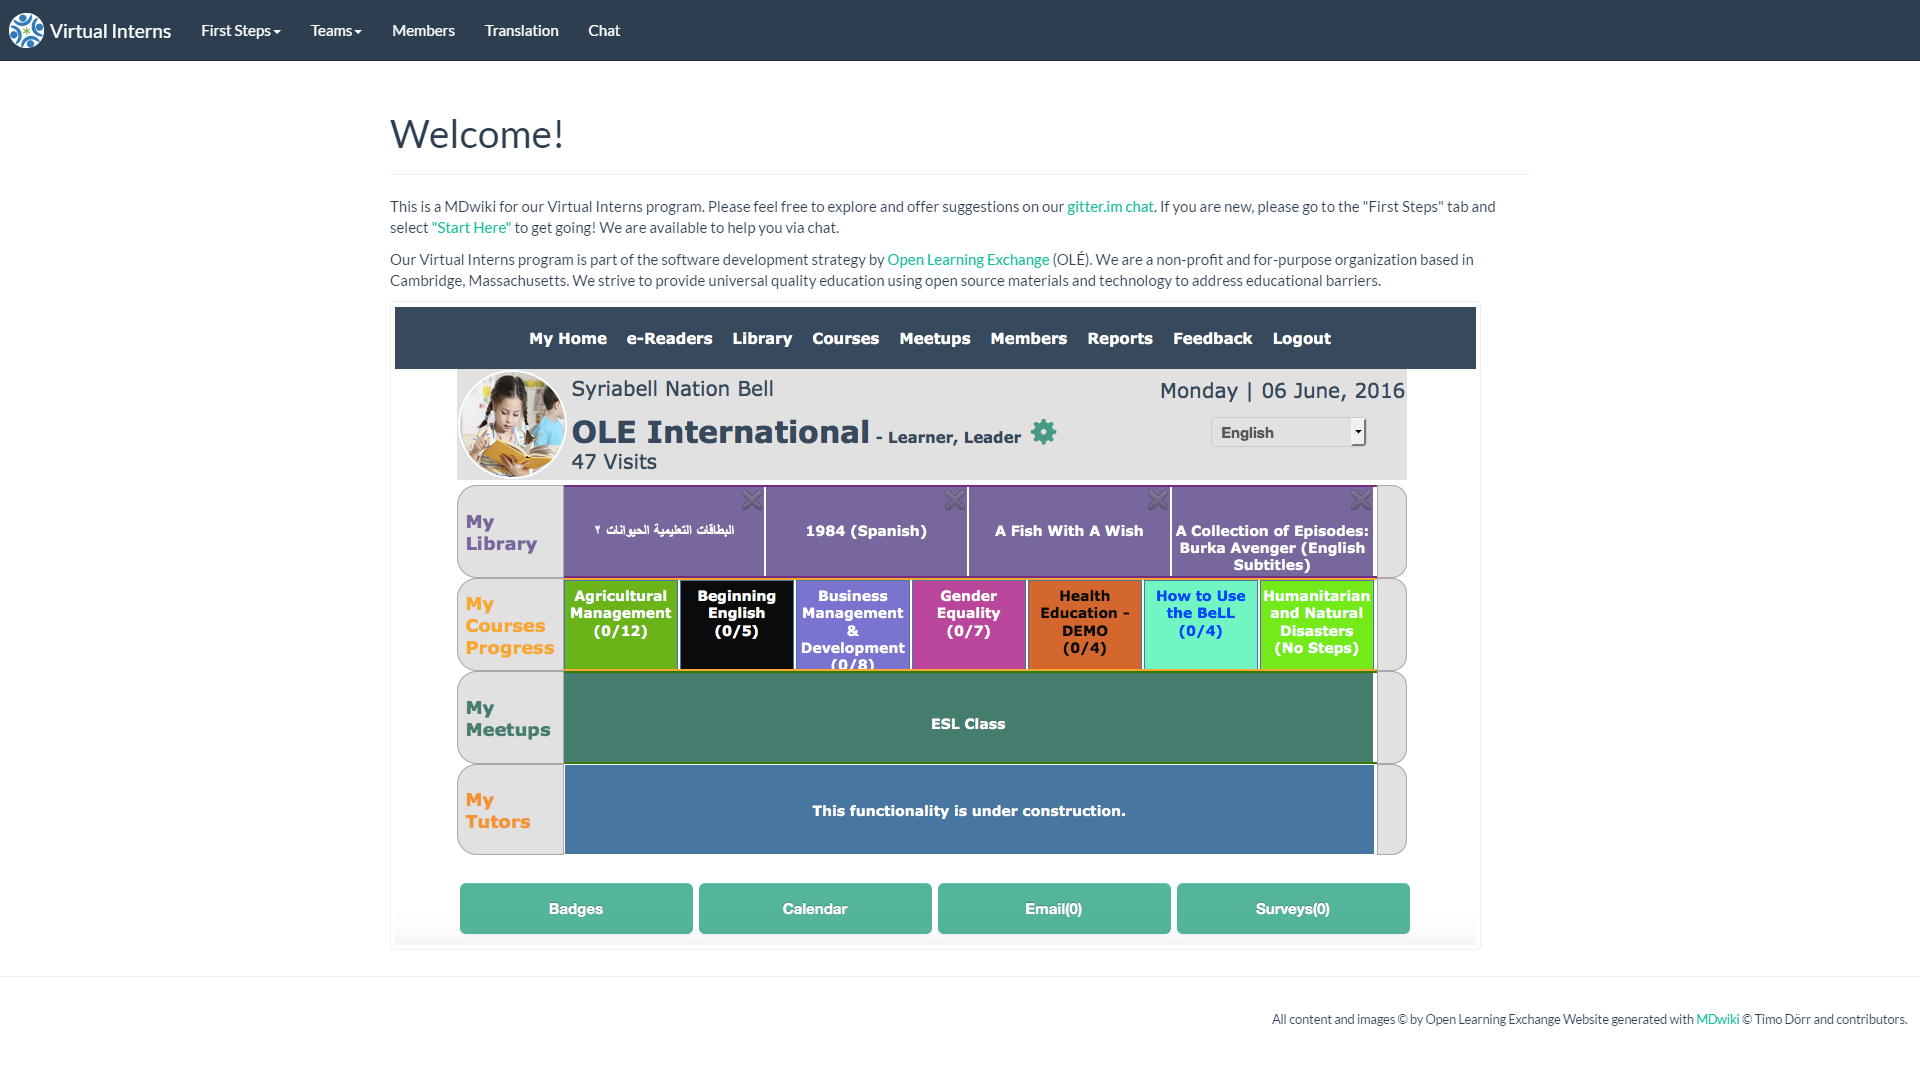 Virtual Interns First Steps Teams Members Translation Chat
Welcome!
This is a MDwiki for our Virtual Interns program. Please feel free to explore and offer suggestions on our gitter.im chat. If you are new, please go to the "First Steps" tab and
select "Start Here" to get going! We are available to help you via chat.
Our Virtual Interns program is part of the software development strategy by Open Learning Exchange (OLÉ). We are a non-profit and for-purpose organization based in
Cambridge, Massachusetts. We strive to provide universal quality education using open source materials and technology to address educational barriers.
My Home e-Readers Library Courses Meetups Members Reports Feedback Logout
Syriabell Nation Bell
Monday | 06 June, 2016
OLE International - Learner, Leader
English
47 Visits
My
Library
البطاقات التعليمية الحيوانات ٢
1984 (Spanish)
A Fish With A Wish
A Collection of Episodes:
Burka Avenger (English
Subtitles)
My
Courses
Progress
Agricultural
Management
(0/12)
Beginning
English
(0/5)
Business
Management
&
Development
(0/8)
Gender
Equality
(0/7)
Health
Education -
DEMO
(0/4)
How to Use
the BeLL
(0/4)
Humanitarian
and Natural
Disasters
(No Steps)
My
Meetups
ESL Class
My
Tutors
This functionality is under construction.
Badges Calendar Email(0) Surveys(0)
All content and images © by Open Learning Exchange Website generated with MDwiki © Timo Dörr and contributors.